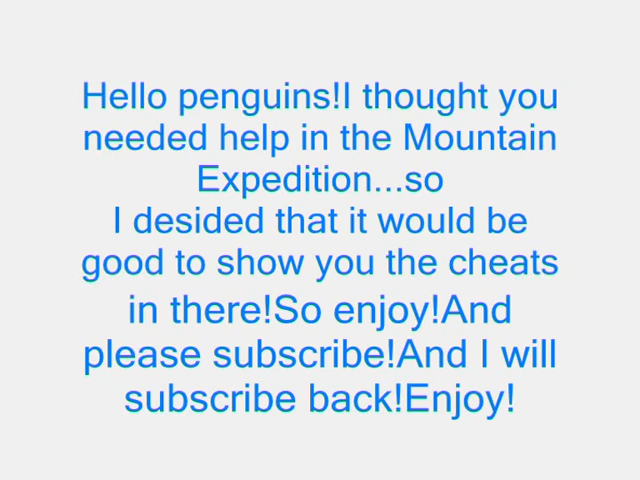 Hello penguins!I thought you
needed help in the Mountain
Expedition...so
I desided that it would be
good to show you the cheats
in there!So enjoy!And
please subscribe!And I will
subscribe back!Enjoy!